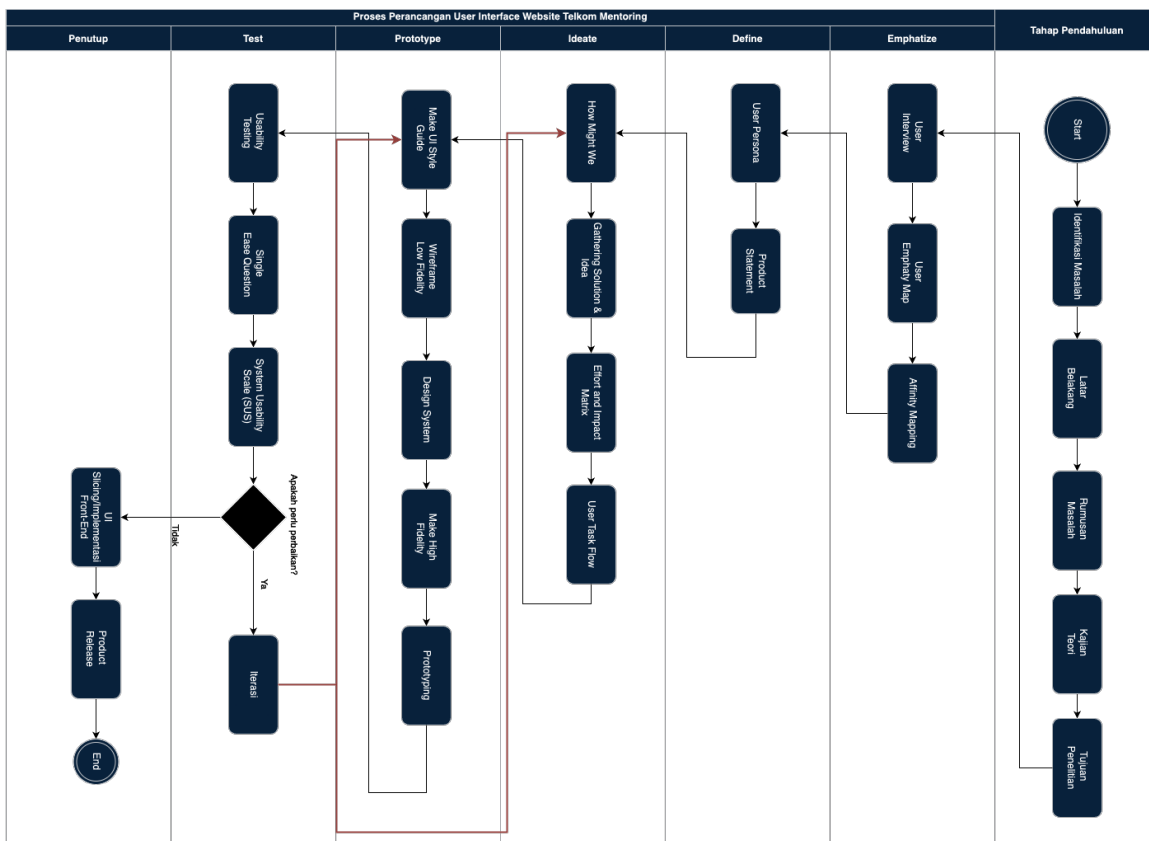 Proses Perancangan User Interface Website Telkom Mentoring
Penutup
Test
Prototype
Ideate
Define
Emphatize
Tahap Pendahuluan
Start
Identifikasi Masalah
Latar
Belakang
Rumusan
Masalah
Kajian
Teori
Tujuan
Penelitian
User
Interview
User
Emphaty Map
Affinity Mapping
User Persona
Product
Statement
How Might We
Gathering Solution &
Idea
Effort and Impact
Matrix
User Task Flow
Make UI Style
Guide
Wireframe
Low Fidelity
Design System
Make High
Fidelity
Prototyping
Usability
Testing
Single
Ease Question
System Usability
Scale (SUS)
Apakah perlu perbaikan?
Ya
Tidak
Iterasi
UI
Slicing/Implementasi
Front-End
Product
Release
End